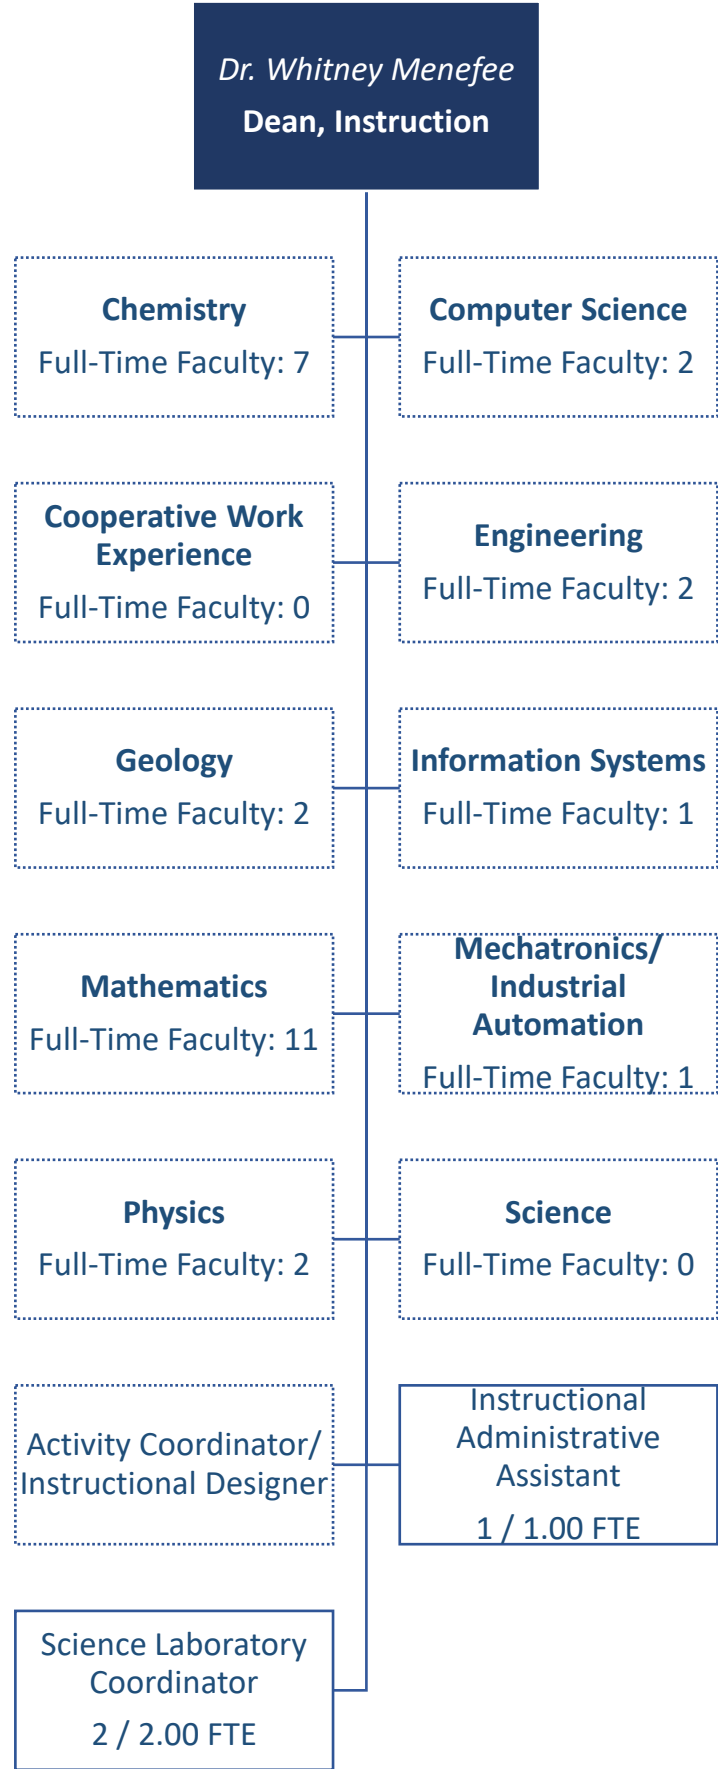 Dr. Whitney Menefee
Dean, Instruction
Chemistry
Full-Time Faculty: 7
Computer Science
Full-Time Faculty: 2
Cooperative Work
Experience
Full-Time Faculty: 0
Engineering
Full-Time Faculty: 2
Geology
Full-Time Faculty: 2
Information Systems
Full-Time Faculty: 1
Mathematics
Full-Time Faculty: 11
Mechatronics/
Industrial
Automation
Full-Time Faculty: 1
Physics
Full-Time Faculty: 2
Science
Full-Time Faculty: 0
Activity Coordinator/
Instructional Designer
Instructional
Administrative
Assistant
1 / 1.00 FTE
Science Laboratory
Coordinator
2 / 2.00 FTE